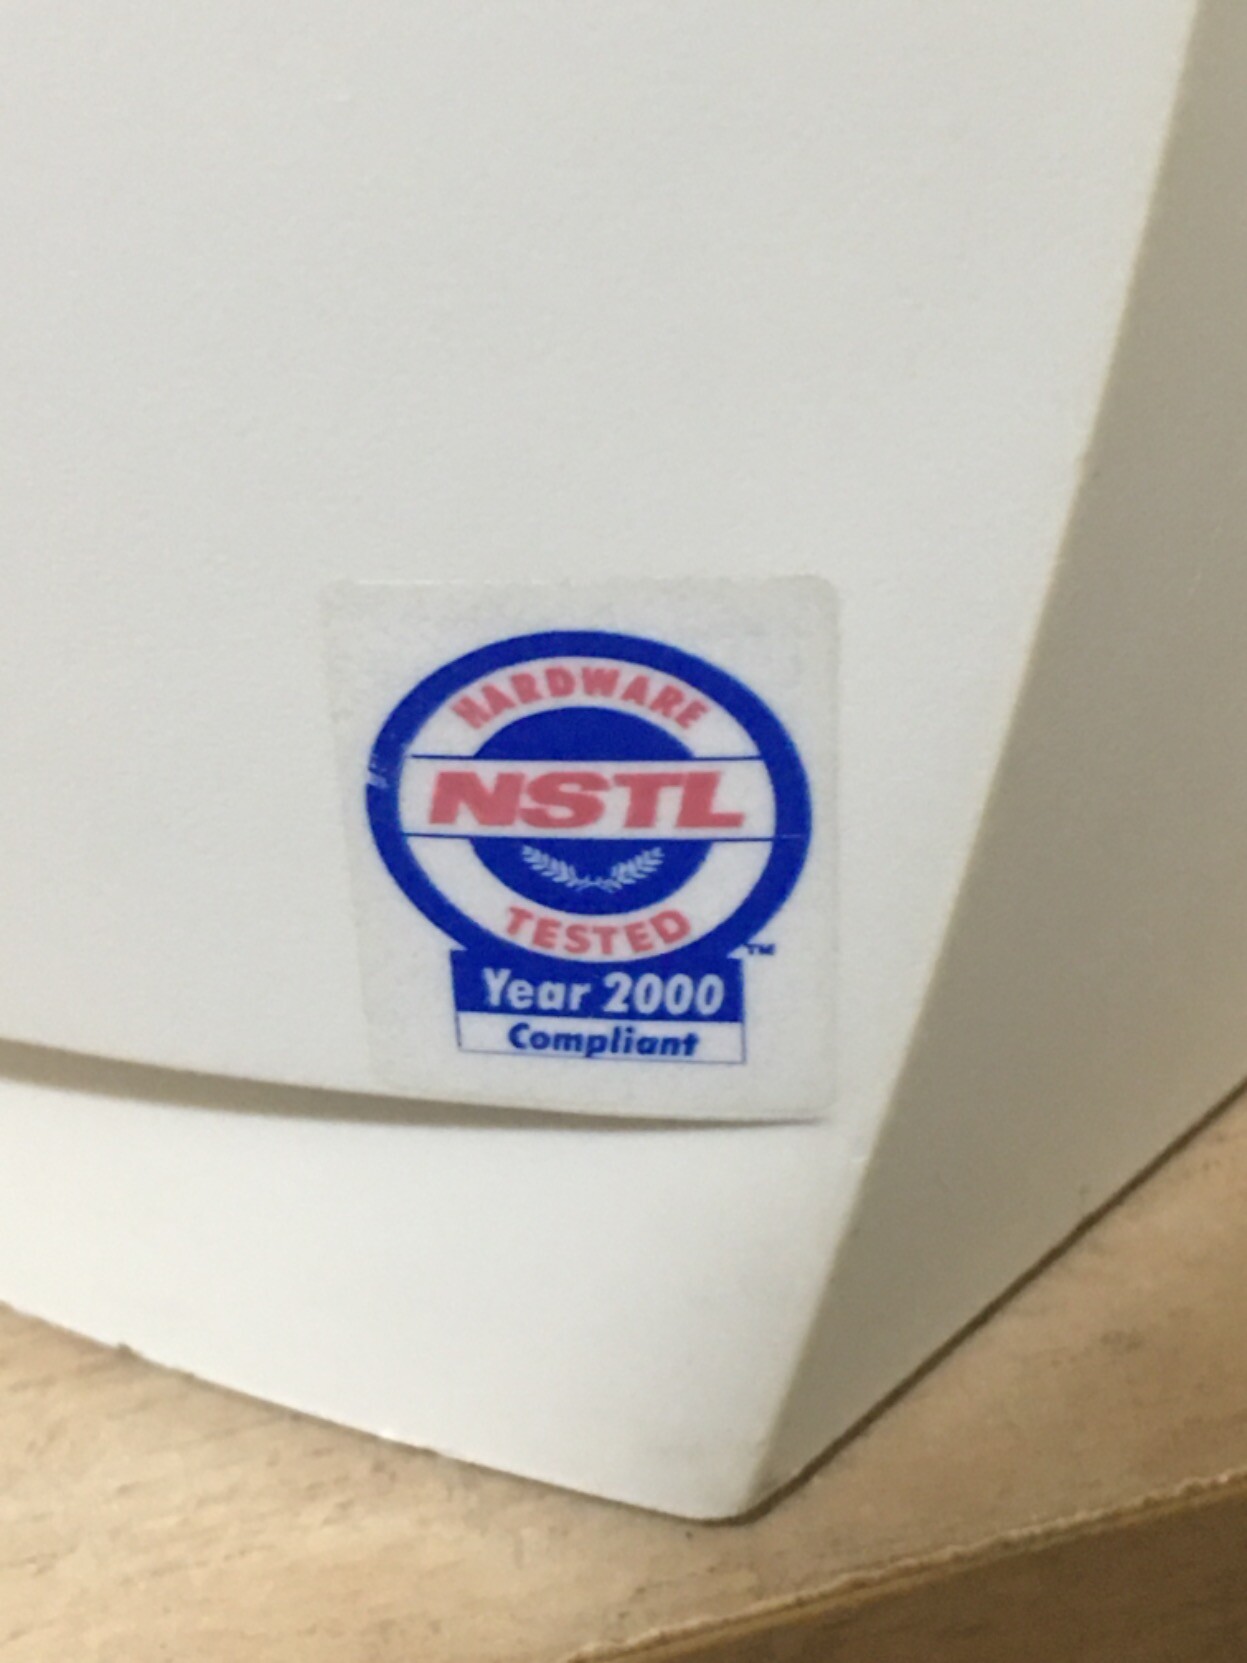 HARDWARE
NSTL
TESTED
™
Year 2000
Compliant